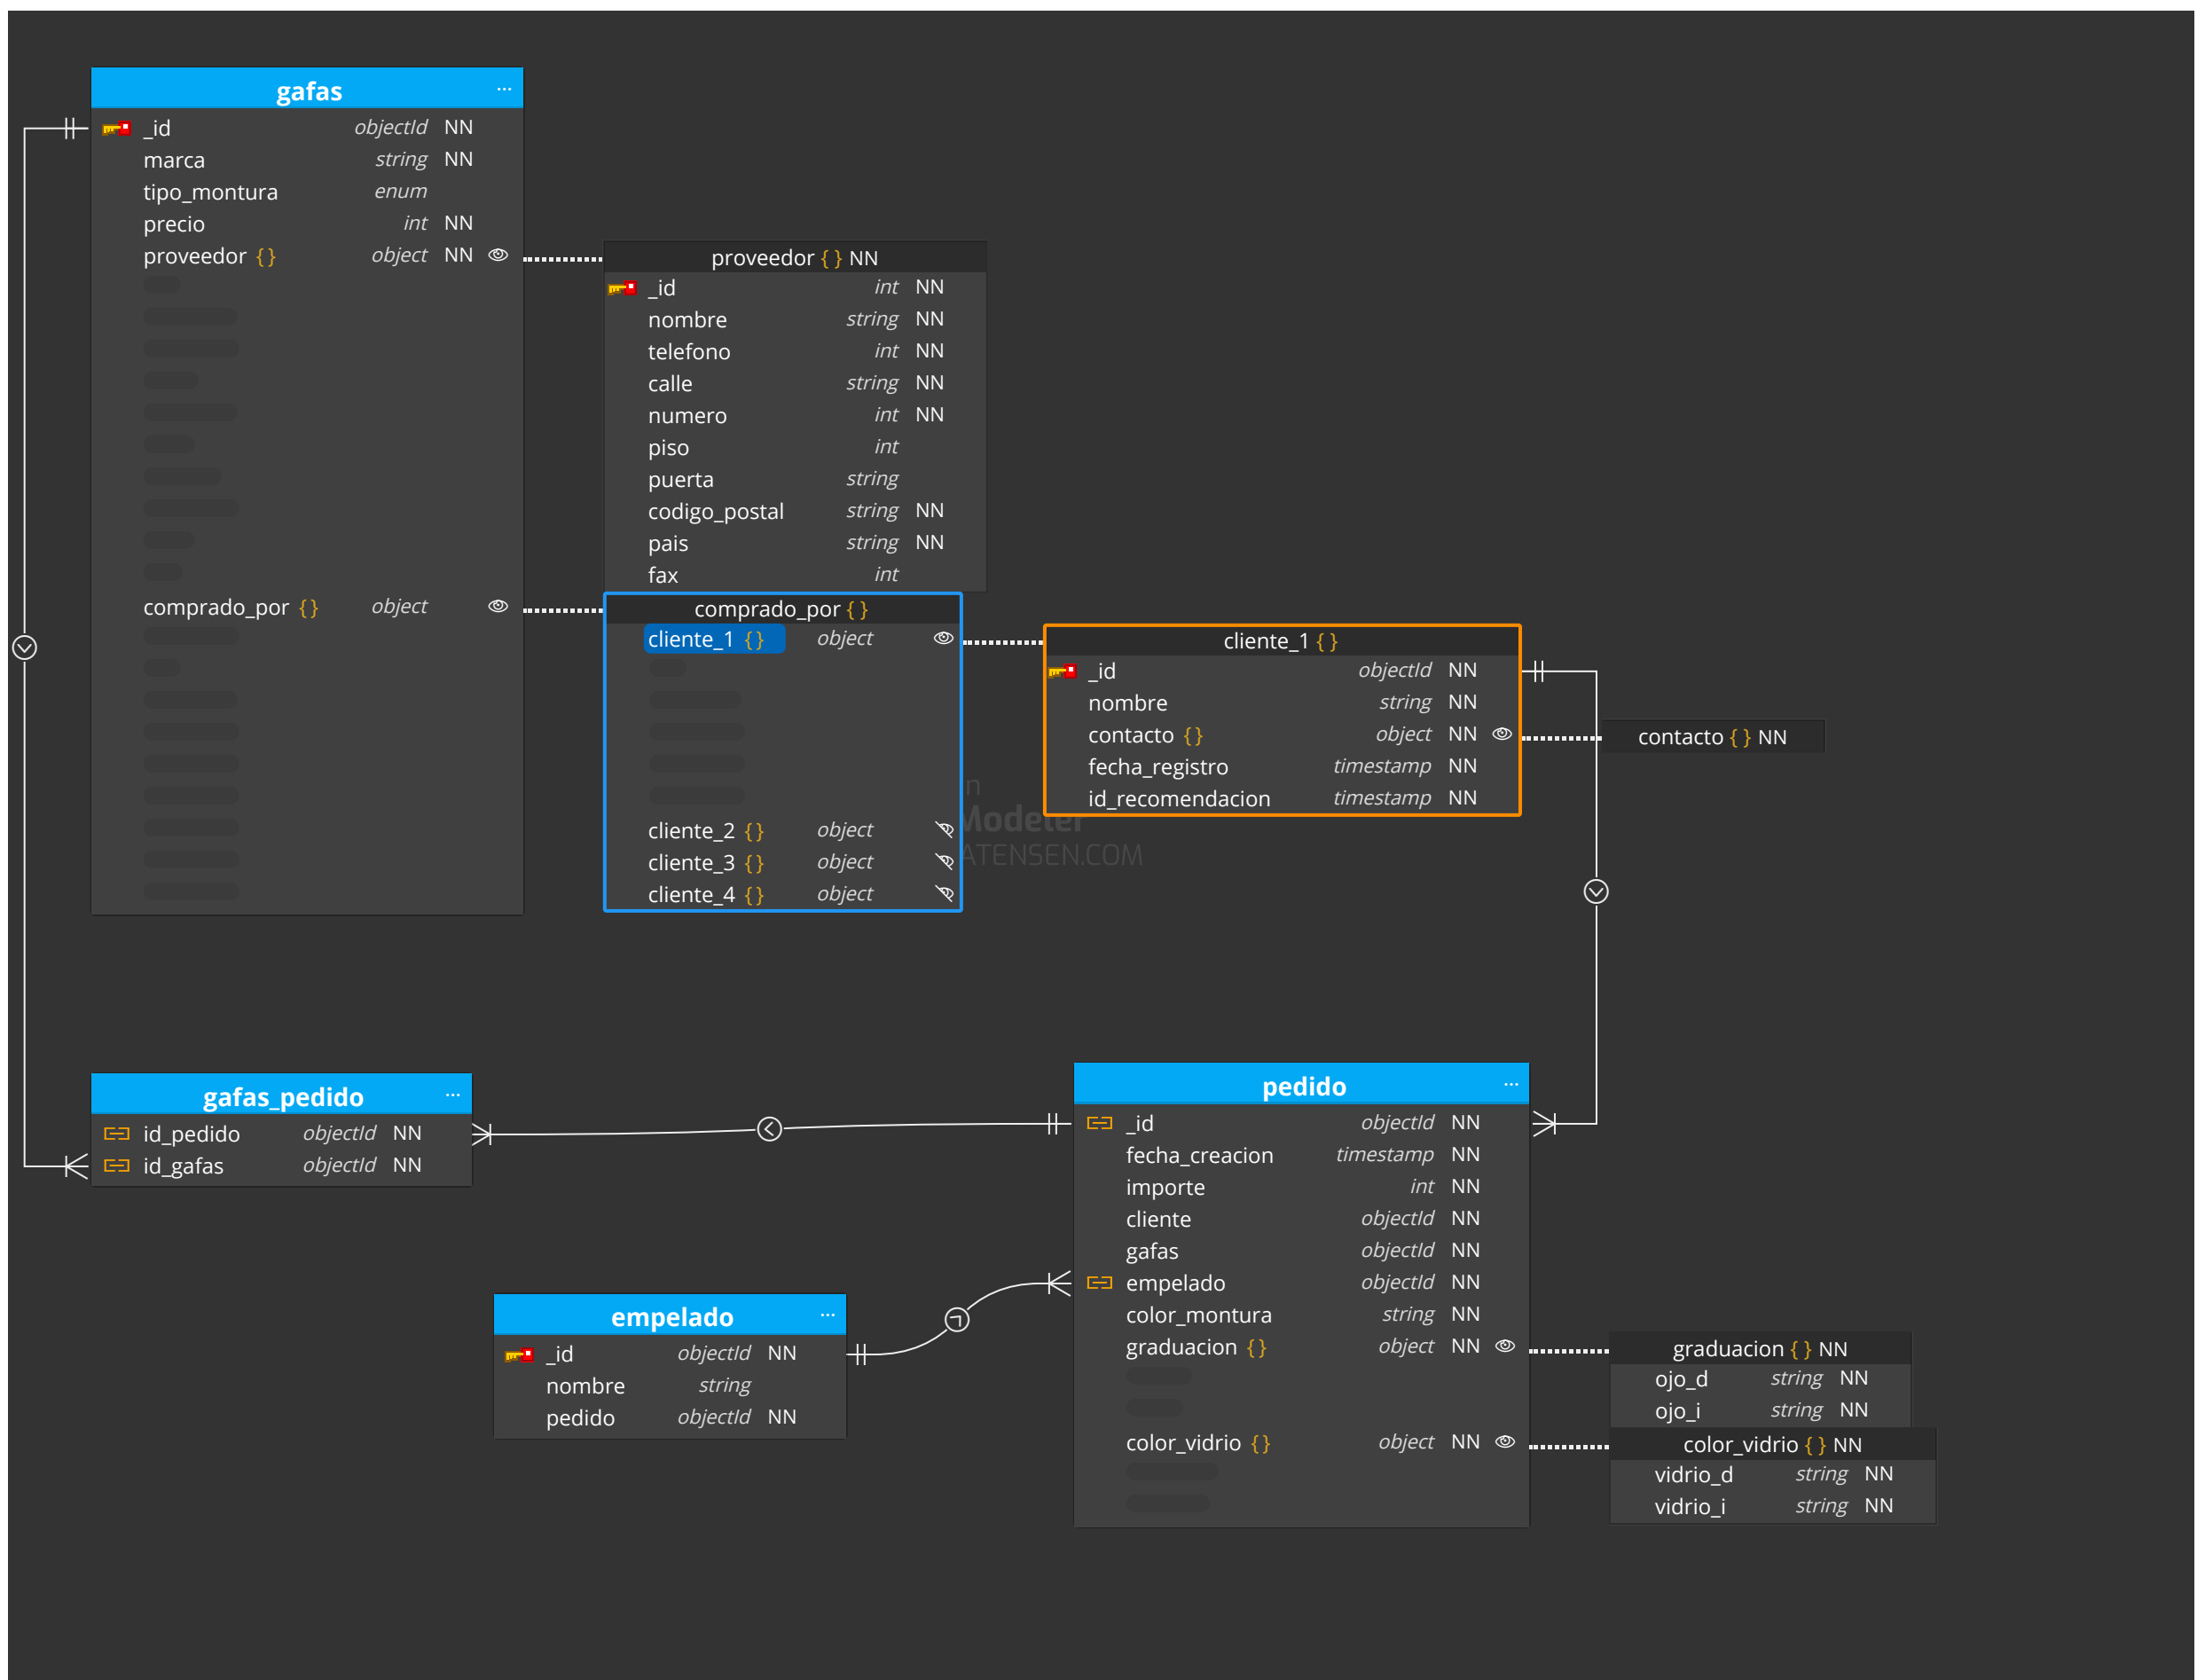 gafas ...
_id objectId NN
marca string NN
tipo_montura enum
precio int NN
proveedor {} object NN
proveedor {} NN
_id int NN
nombre string NN
telefono int NN
calle string NN
numero int NN
piso int
puerta string
codigo_postal string NN
pais string NN
fax int
comprado_por {} object
comprado_por {}
cliente_1 {} object
cliente_2 {} object
cliente_3 {} object
cliente_4 {} object
cliente_1 {}
_id objectId NN
nombre string NN
contacto {} object NN
fecha_registro timestamp NN
id_recomendacion timestamp NN
contacto {} NN
n
Modeler
ATENSEN.COM
gafas_pedido ...
id_pedido objectId NN
id_gafas objectId NN
pedido ...
_id objectId NN
fecha_creacion timestamp NN
importe int NN
cliente objectId NN
gafas objectId NN
empelado objectId NN
color_montura string NN
graduacion {} object NN
color_vidrio {} object NN
empelado ...
_id objectId NN
nombre string
pedido objectId NN
graduacion {} NN
ojo_d string NN
ojo_i string NN
color_vidrio {} NN
vidrio_d string NN
vidrio_i string NN